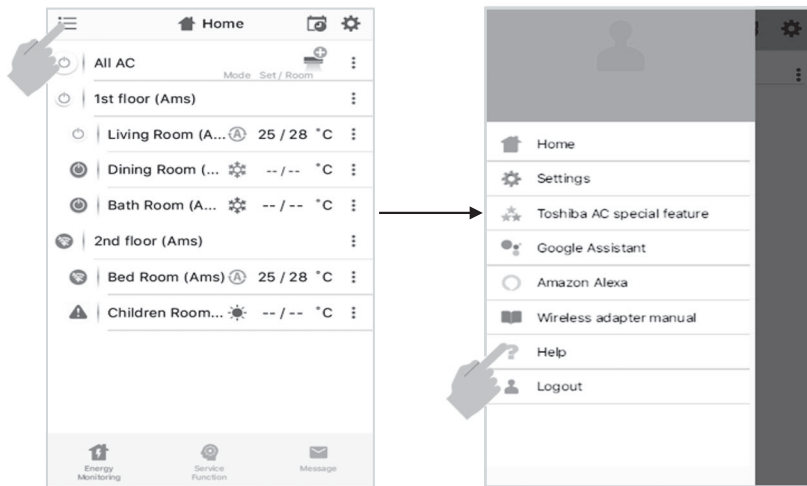 Home
All AC
Mode Set / Room
1st floor (Ams)
Living Room (A... 25 / 28 °C
Dining Room (... -- / -- °C
Bath Room (A... -- / -- °C
2nd floor (Ams)
Bed Room (Ams) 25 / 28 °C
Children Room... -- / -- °C
Energy Monitoring
Service Function
Message
Home
Settings
Toshiba AC special feature
Google Assistant
Amazon Alexa
Wireless adapter manual
Help
Logout